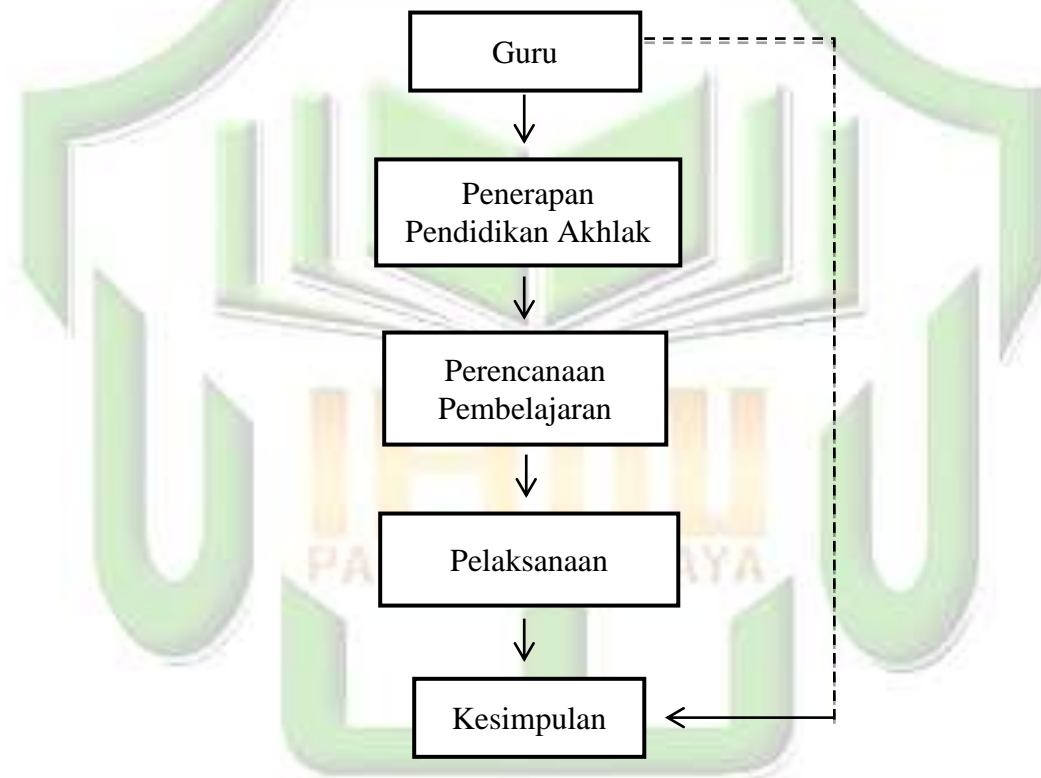 Guru
Penerapan
Pendidikan Akhlak
Perencanaan
Pembelajaran
Pelaksanaan
Kesimpulan